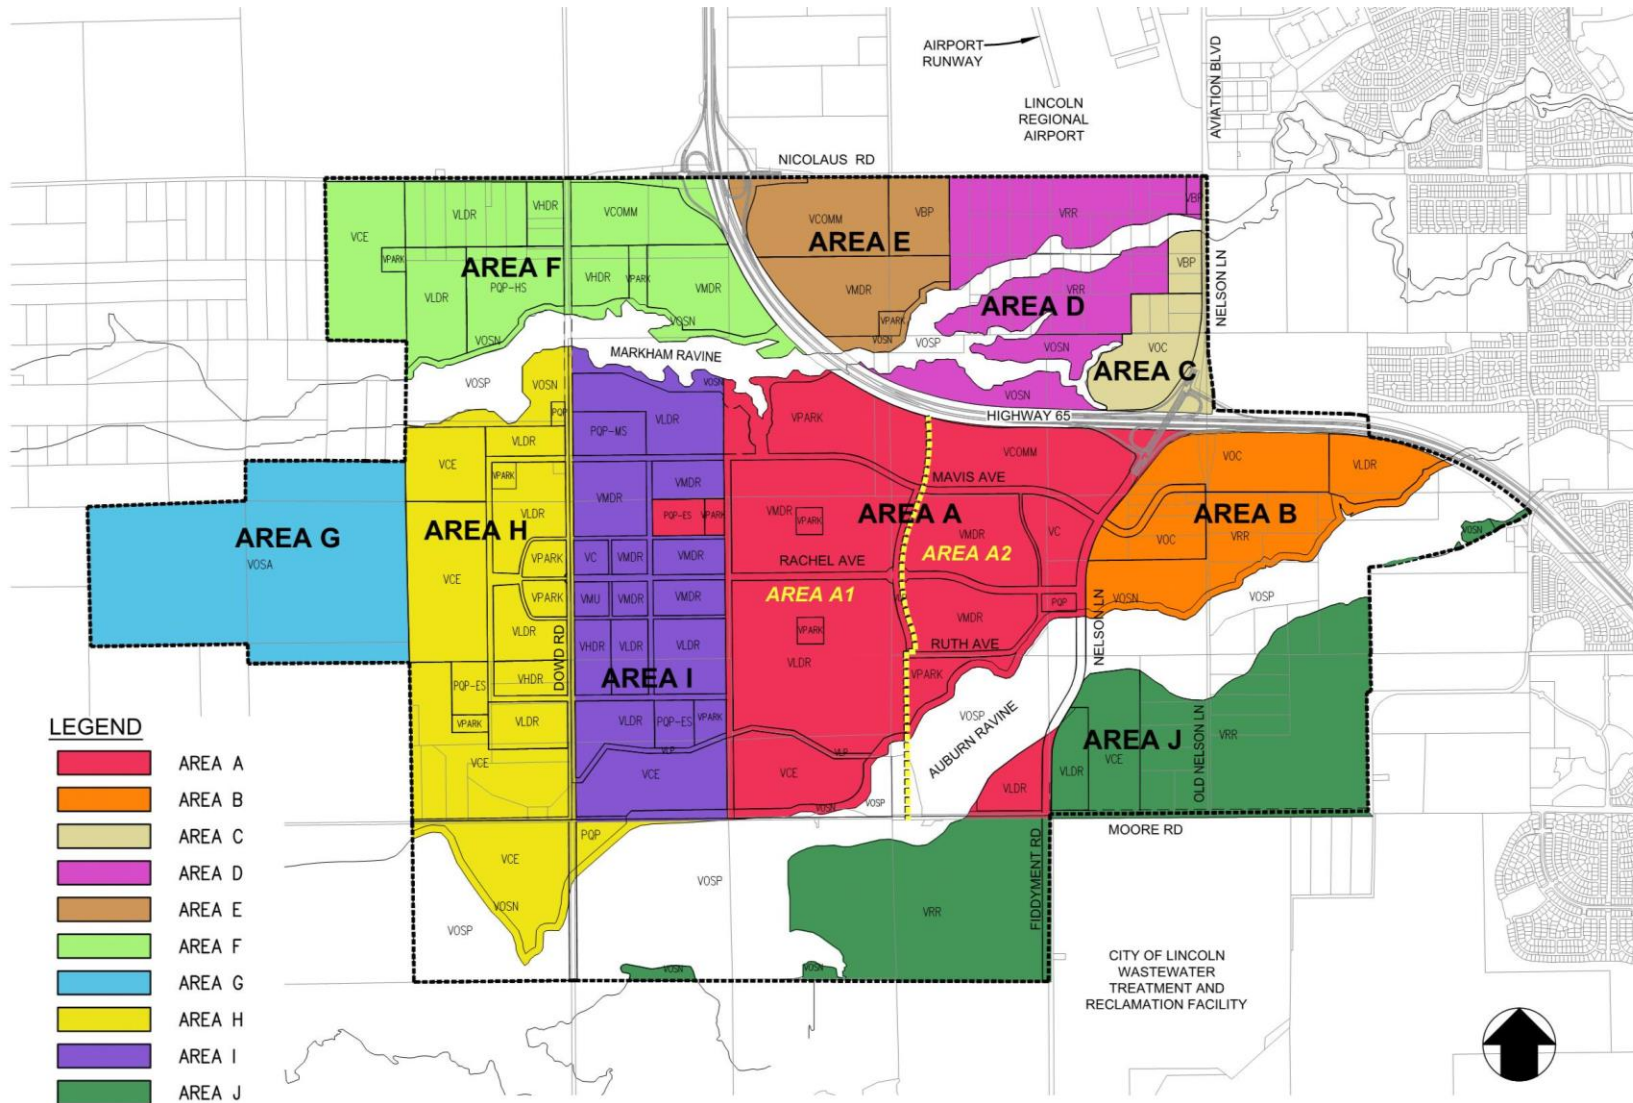 AIRPORT
RUNWAY
LINCOLN
REGIONAL
AIRPORT
AVIATION BLVD
NICOLAUS RD
VCE
VLDR
VHDR
VCOMM
VPARK
AREA F
PQP-HS
VLDR
VHDR
VPARK
VMDR
VOSN
VOSN
VCOMM
VBP
AREA E
VMDR
VPARK
VOSN
VOSP
VRR
VBP
VBP
VRR
AREA D
VOSN
VOSN
VOC
AREA C
NELSON LN
MARKHAM RAVINE
HIGHWAY 65
VOSP
VOSN
PQP
VLDR
VCE
VPARK
VLDR
AREA H
VCE
VPARK
VPARK
VLDR
VHDR
PQP-ES
VPARK
VLDR
VCE
DOWD RD
VOSN
VLDR
PQP-MS
VMDR
VMDR
PQP-ES
VPARK
VC
VMDR
VMDR
VMU
VMDR
VMDR
VHDR
VLDR
VLDR
AREA I
VLDR
PQP-ES
VPARK
VLP
VCE
VPARK
VCOMM
MAVIS AVE
VMDR
VPARK
AREA A
VMDR
VC
AREA A2
RACHEL AVE
AREA A1
PQP
VPARK
VMDR
RUTH AVE
VLDR
VPARK
VLP
VCE
VOSN
VOSP
VOSP
AUBURN RAVINE
VLDR
NELSON LN
VOC
VLDR
AREA B
VOC
VRR
VOSN
VOSP
VOSN
AREA G
VOSA
AREA J
VLDR
VCE
OLD NELSON LN
VRR
MOORE RD
PQP
VCE
VOSN
VOSP
VOSP
VRR
FIDDYMENT RD
VOSN
VOSN
CITY OF LINCOLN
WASTEWATER
TREATMENT AND
RECLAMATION FACILITY
LEGEND
AREA A
AREA B
AREA C
AREA D
AREA E
AREA F
AREA G
AREA H
AREA I
AREA J